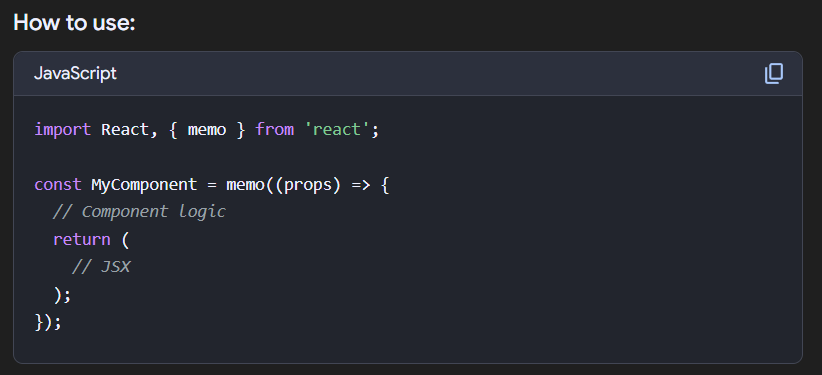 How to use:
JavaScript
import React, { memo } from 'react';
const MyComponent = memo((props) => {
  // Component logic
  return (
    // JSX
  );
});